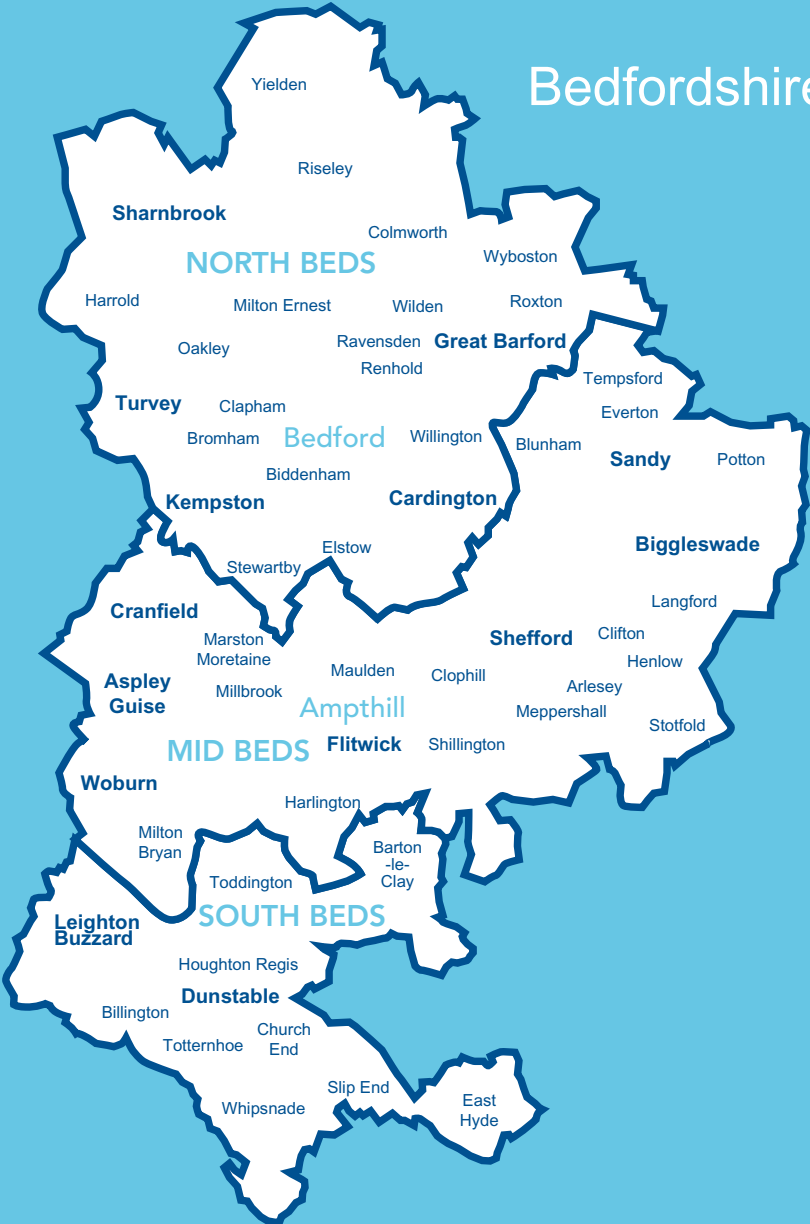 Bedfordshire
Yielden
Riseley
Sharnbrook
Colmworth
Wyboston
NORTH BEDS
Harrold
Milton Ernest
Wilden
Roxton
Oakley
Ravensden
Great Barford
Renhold
Tempsford
Turvey
Clapham
Everton
Bromham
Bedford
Willington
Blunham
Sandy
Potton
Biddenham
Kempston
Cardington
Elstow
Biggleswade
Stewartby
Cranfield
Langford
Marston
Moretaine
Shefford
Clifton
Maulden
Clophill
Henlow
Aspley
Guise
Millbrook
Arlesey
Ampthill
Meppershall
Stotfold
MID BEDS
Flitwick
Shillington
Woburn
Harlington
Milton
Bryan
Barton
-le-
Clay
Toddington
Leighton
Buzzard
SOUTH BEDS
Houghton Regis
Dunstable
Billington
Church
End
Totternhoe
Slip End
Whipsnade
East
Hyde